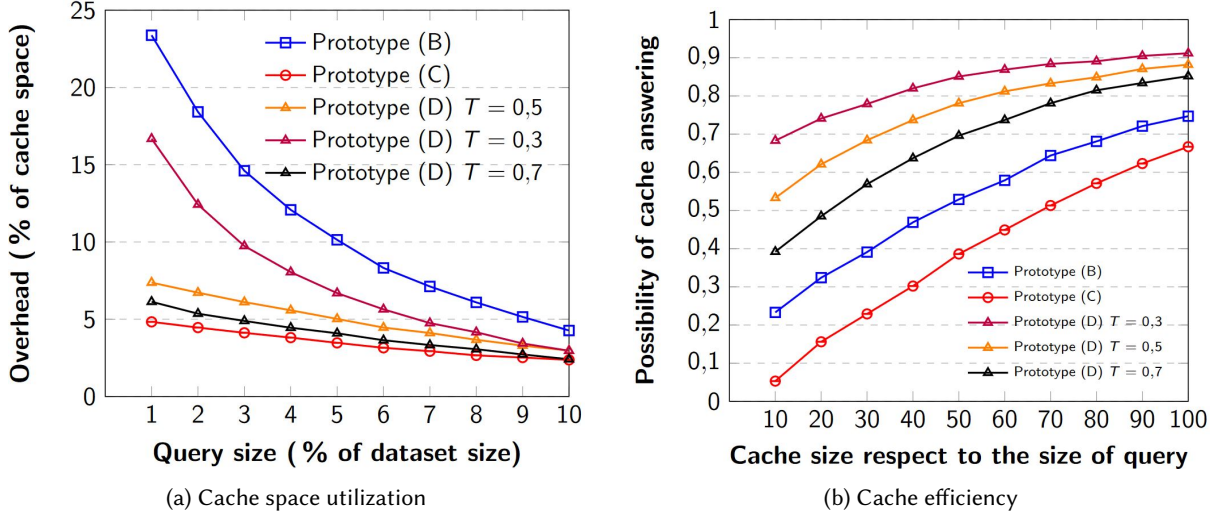 25
20
15
10
5
0
Overhead (% of cache space)
Prototype (B)
Prototype (C)
Prototype (D) T = 0,5
Prototype (D) T = 0,3
Prototype (D) T = 0,7
1 2 3 4 5 6 7 8 9 10
Query size (% of dataset size)
(a) Cache space utilization
1
0,9
0,8
0,7
0,6
0,5
0,4
0,3
0,2
0,1
0
Possibility of cache answering
Prototype (B)
Prototype (C)
Prototype (D) T = 0,3
Prototype (D) T = 0,5
Prototype (D) T = 0,7
10 20 30 40 50 60 70 80 90 100
Cache size respect to the size of query
(b) Cache efficiency